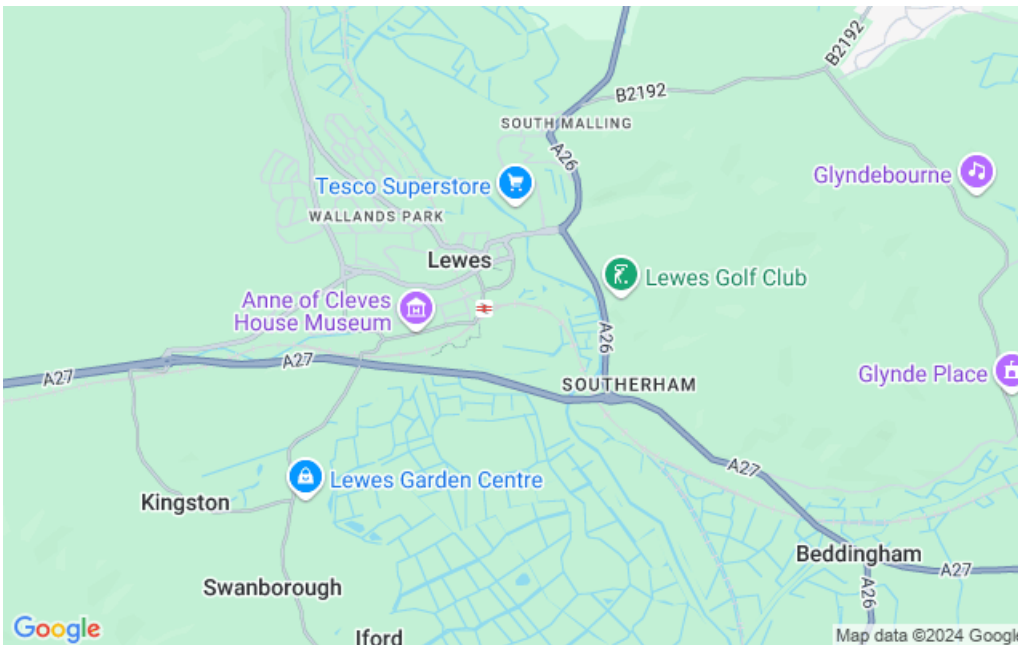 B2192
B2192
SOUTH MALLING
A26
Tesco Superstore
Glyndebourne
WALLANDS PARK
Lewes
Lewes Golf Club
Anne of Cleves
House Museum
A26
A27
A27
SOUTHERHAM
Glynde Place
A27
Lewes Garden Centre
Kingston
Beddingham
A27
Swanborough
A26
Iford
Google
Map data ©2024 Google